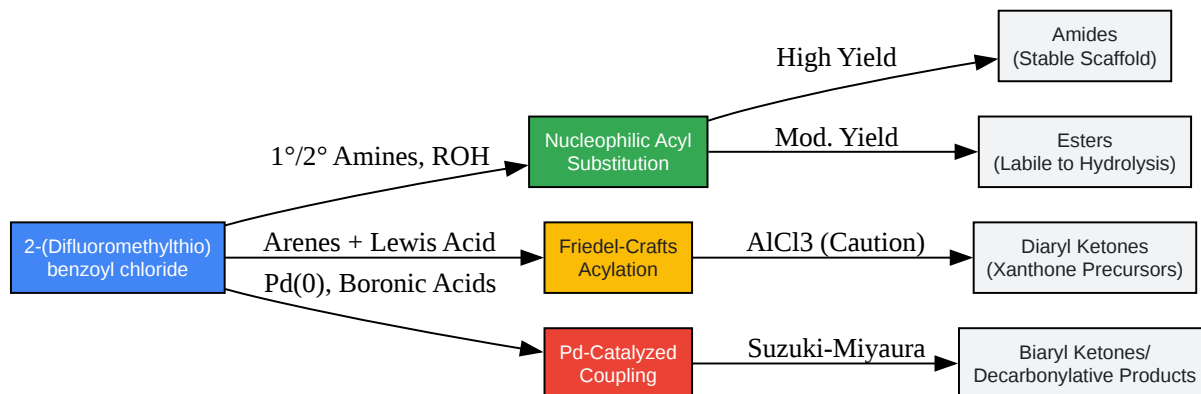 2-(Difluoromethylthio)
benzoyl chloride
1°/2° Amines, ROH
Arenes + Lewis Acid
Pd(0), Boronic Acids
Nucleophilic Acyl
Substitution
Friedel-Crafts
Acylation
Pd-Catalyzed
Coupling
High Yield
Mod. Yield
AlCl3 (Caution)
Suzuki-Miyaura
Amides
(Stable Scaffold)
Esters
(Labile to Hydrolysis)
Diaryl Ketones
(Xanthone Precursors)
Biaryl Ketones/
Decarbonylative Products